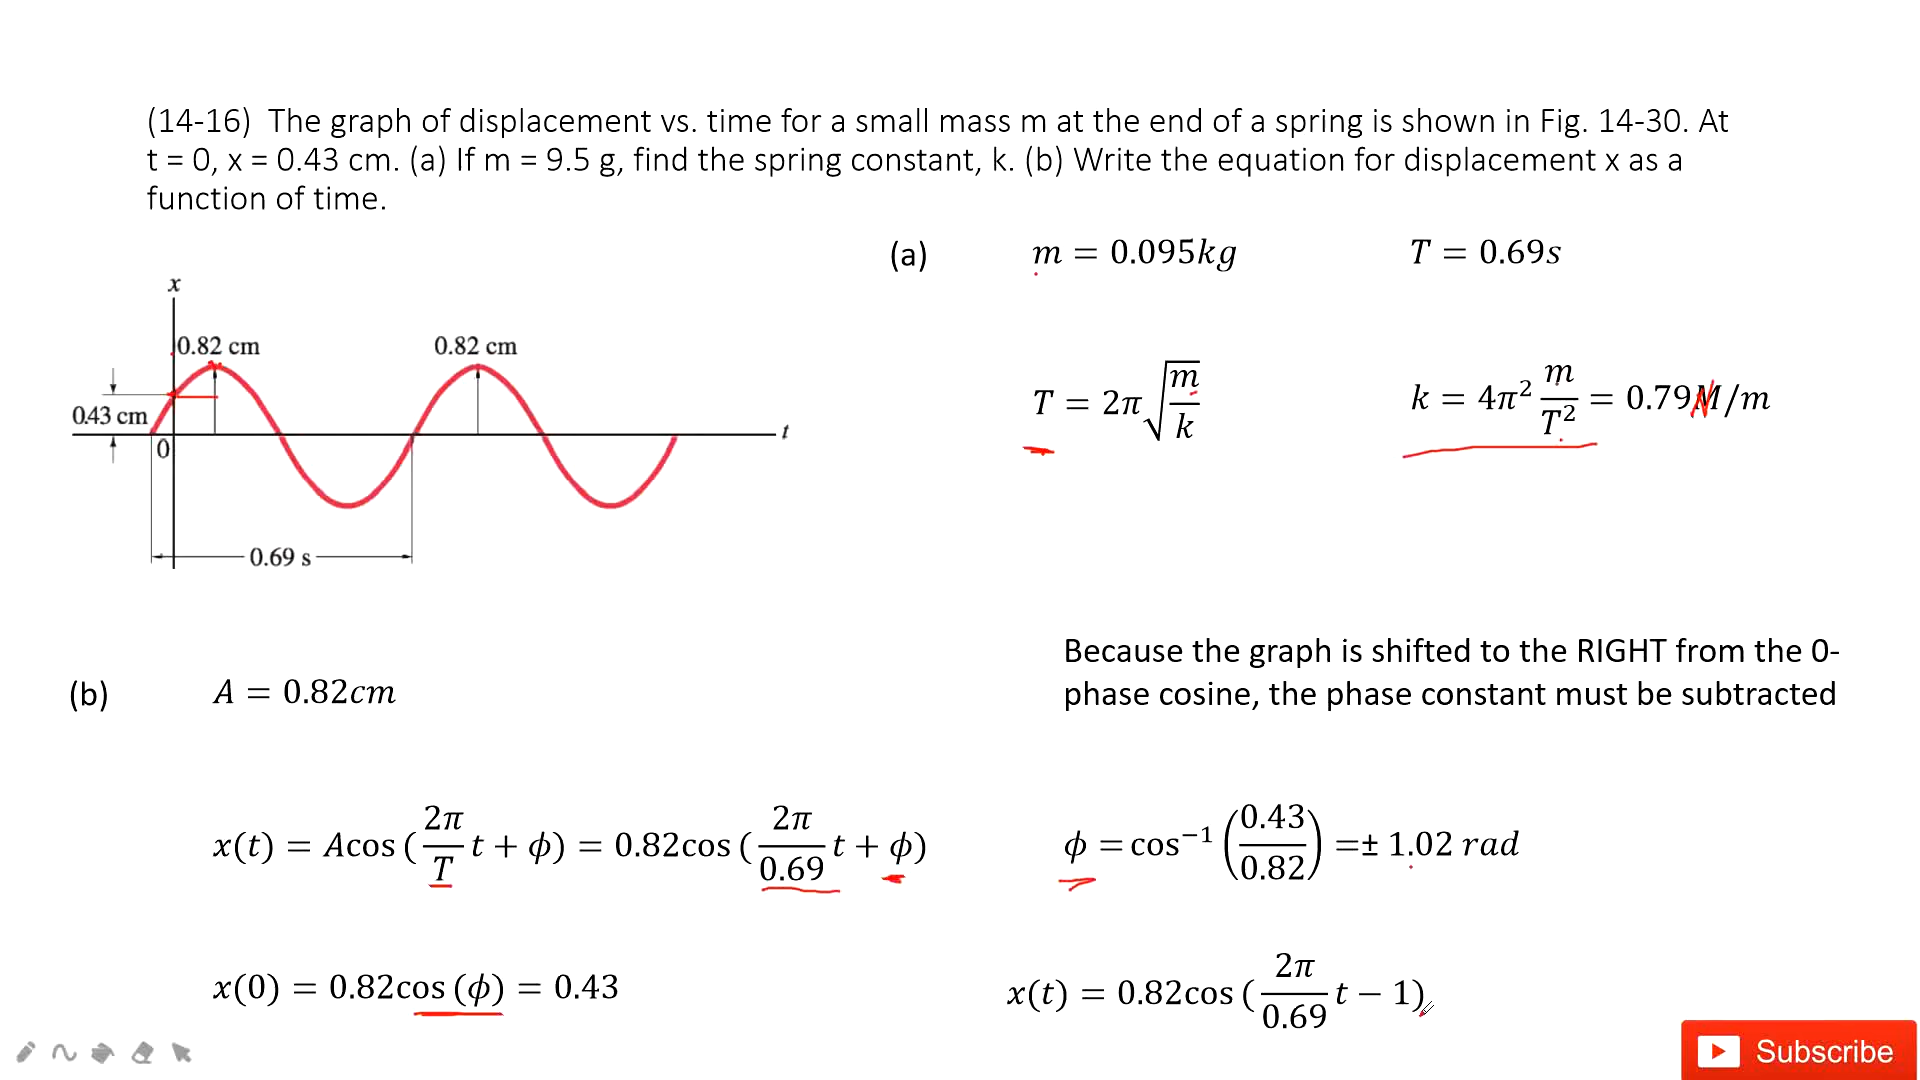 (14-16) The graph of displacement vs. time for a small mass m at the end of a spring is shown in Fig. 14-30. At
t = 0, x = 0.43 cm. (a) If m = 9.5 g, find the spring constant, k. (b) Write the equation for displacement x as a
function of time.
(a) m = 0.095kg T = 0.69s
x
0.82 cm 0.82 cm
0.43 cm
t
0
0.69 s
T = 2π√(m/k) k = 4π² m/T² = 0.79N/m
Because the graph is shifted to the RIGHT from the 0-
phase cosine, the phase constant must be subtracted
(b) A = 0.82cm
x(t) = Acos (2π/T t + ϕ) = 0.82cos (2π/0.69 t + ϕ)
ϕ = cos⁻¹ (0.43/0.82) =± 1.02 rad
x(0) = 0.82cos (ϕ) = 0.43
x(t) = 0.82cos (2π/0.69 t − 1)
Subscribe